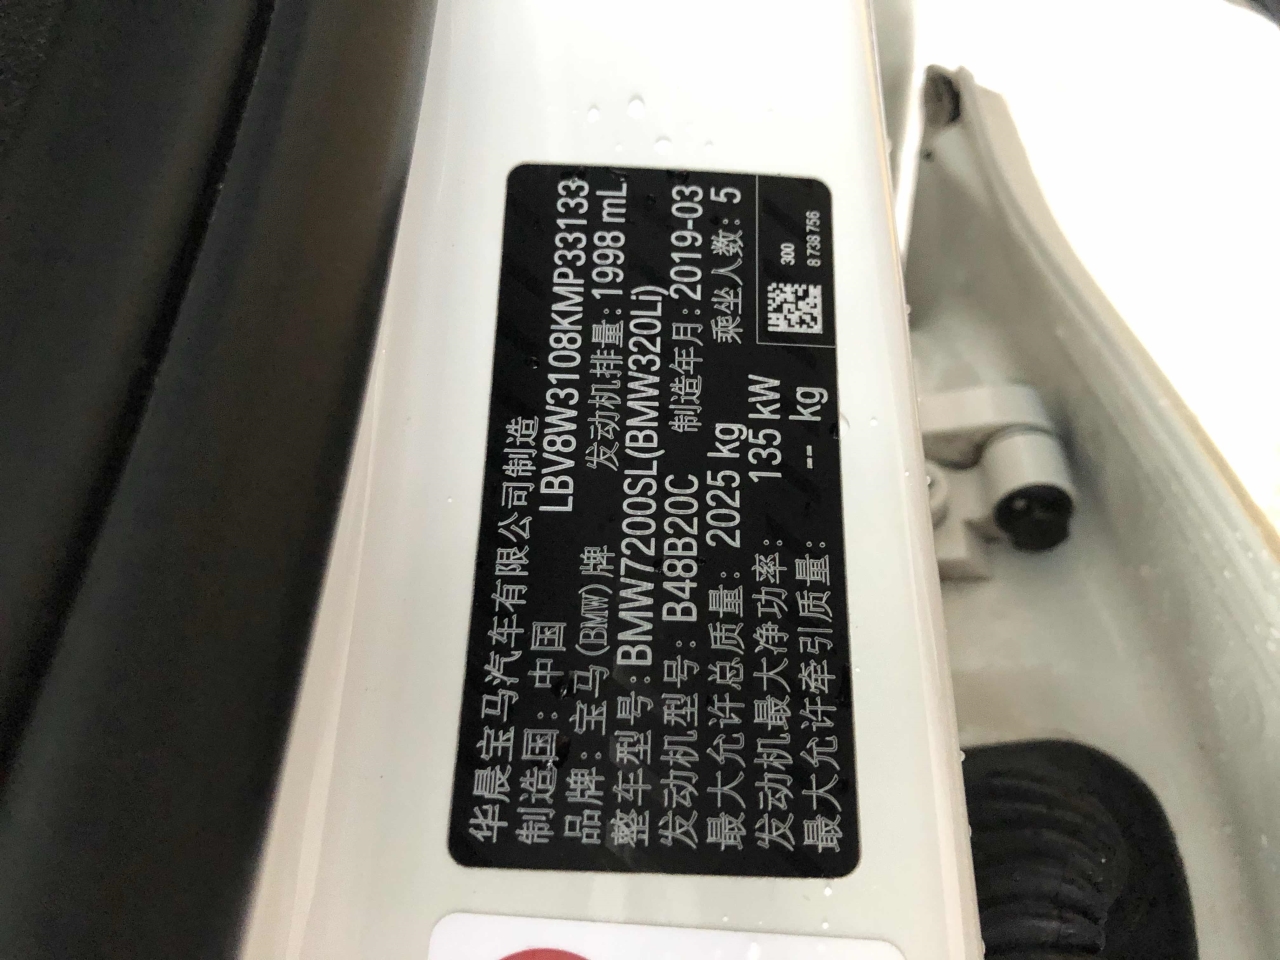 华晨宝马汽车有限公司制造
制造国：中国 LBV8W3108KMP33133
品牌：宝马(BMW)牌 发动机排量：1998 mL
整车型号：BMW7200SL(BMW320Li)
发动机型号：B48B20C 制造年月：2019-03
最大允许总质量：2025 kg 乘坐人数：5
发动机最大净功率：135 kW
最大允许牵引质量：-- kg
300
8 738 756